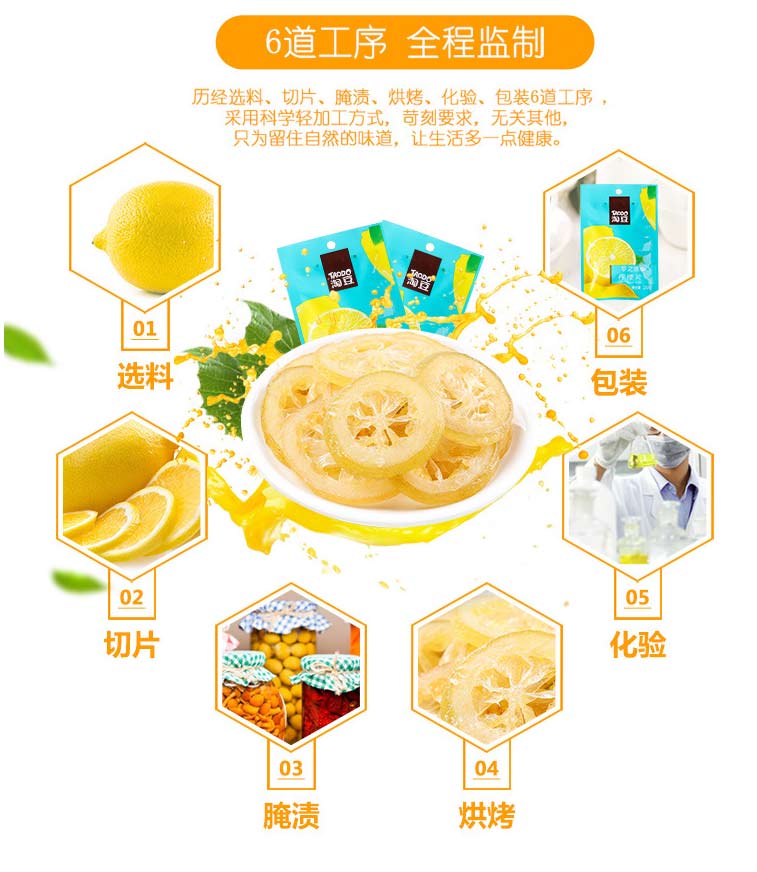 6道工序 全程监制
历经选料、切片、腌渍、烘烤、化验、包装6道工序，
采用科学轻加工方式，苛刻要求，无关其他，
只为留住自然的味道，让生活多一点健康。
TAODO
淘豆
TAODO
淘豆
TAODO
淘豆
01
选料
06
包装
02
切片
05
化验
03
腌渍
04
烘烤